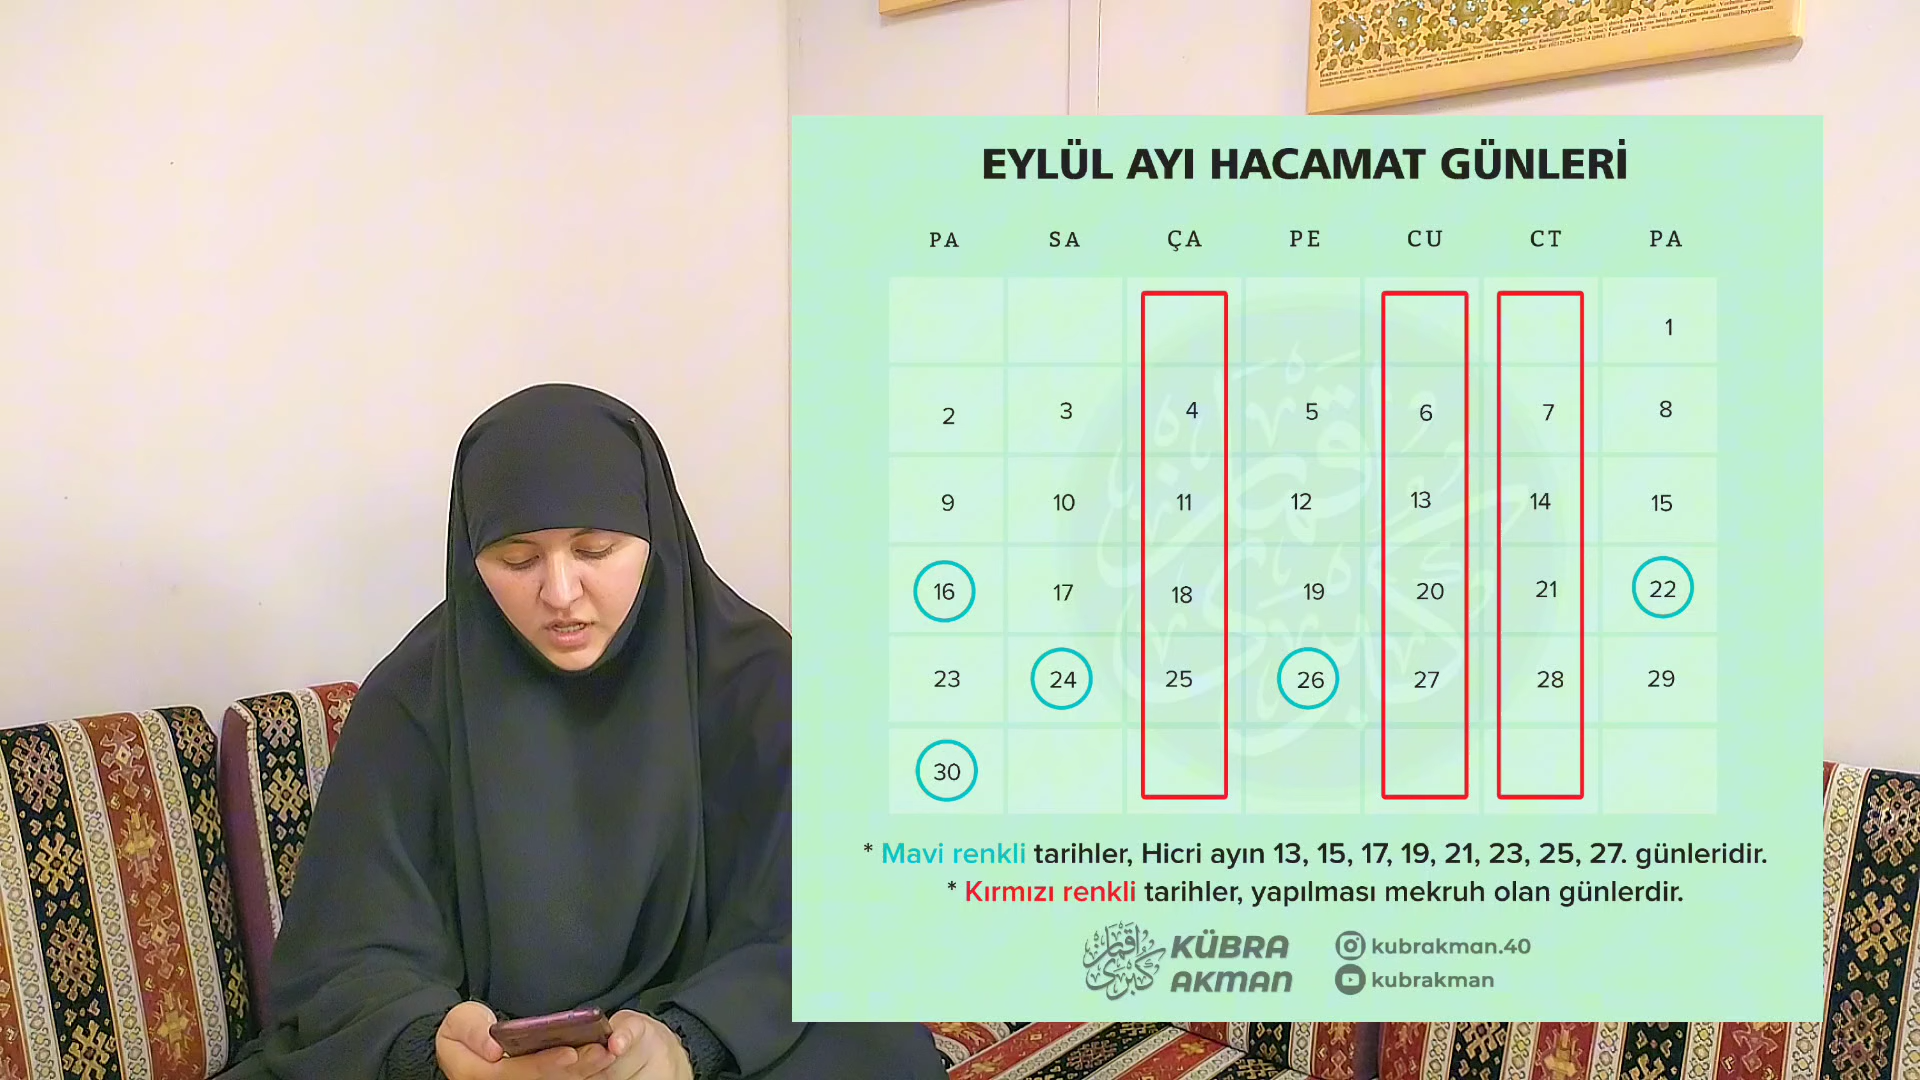 EYLÜL AYI HACAMAT GÜNLERİ
PA SA ÇA PE CU CT PA
1
2 3 4 5 6 7 8
9 10 11 12 13 14 15
16 17 18 19 20 21 22
23 24 25 26 27 28 29
30
* Mavi renkli tarihler, Hicri ayın 13, 15, 17, 19, 21, 23, 25, 27. günleridir.
* Kırmızı renkli tarihler, yapılması mekruh olan günlerdir.
KÜBRA AKMAN
kubrakman.40
kubrakman